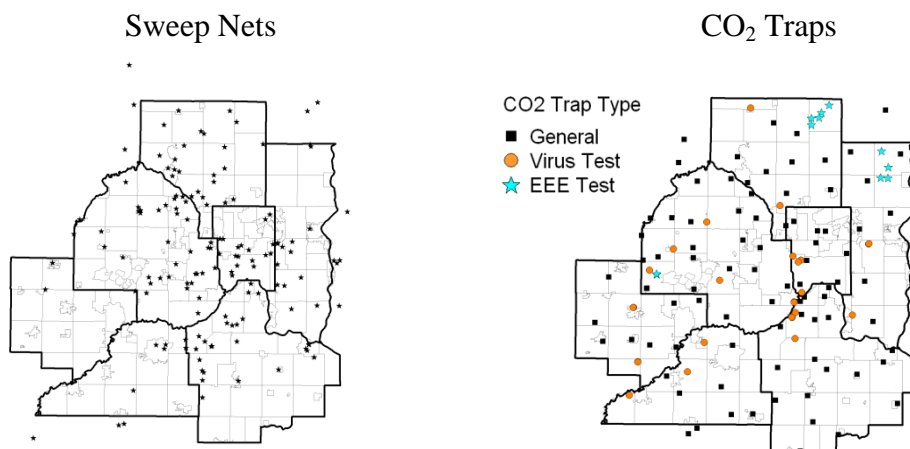 Sweep Nets
CO₂ Traps
CO2 Trap Type
General
Virus Test
EEE Test